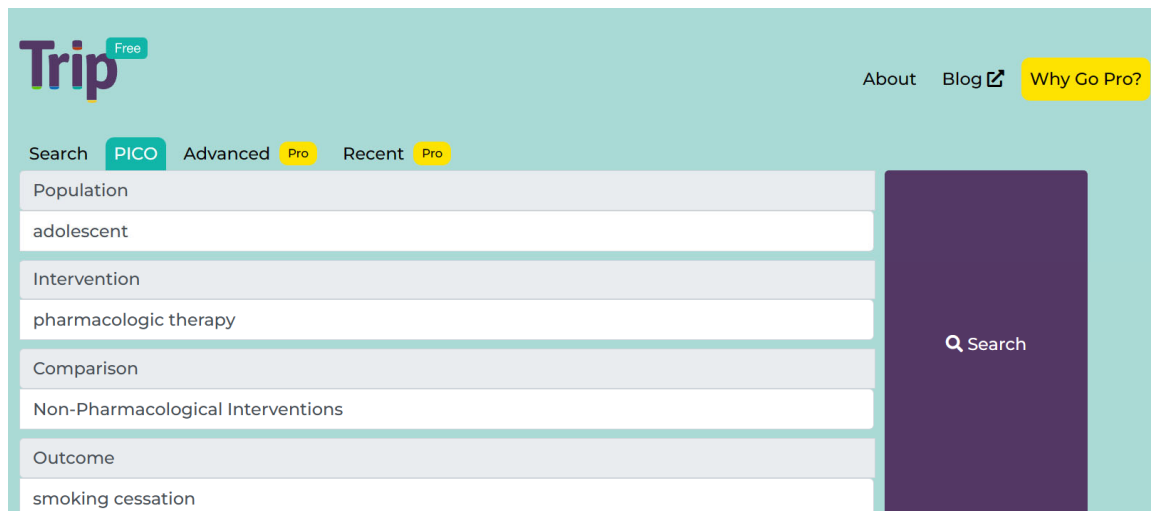 Trip Free
About Blog Why Go Pro?
Search PICO Advanced Pro Recent Pro
Population
adolescent
Intervention
pharmacologic therapy
Search
Comparison
Non-Pharmacological Interventions
Outcome
smoking cessation